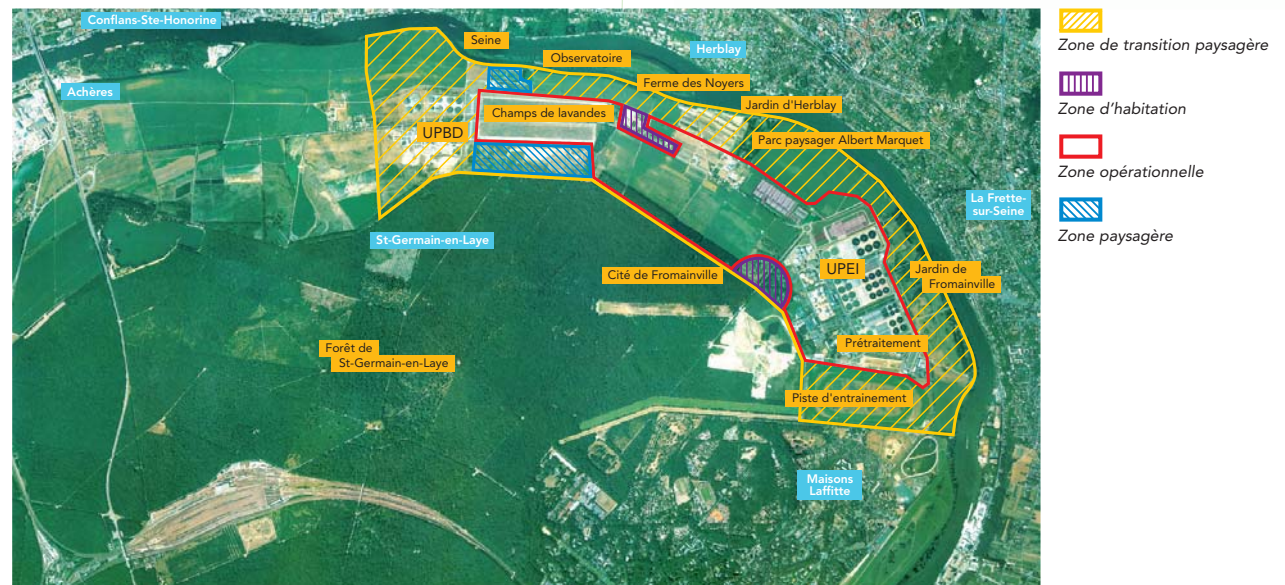 Conflans-Ste-Honorine
Seine
Herblay
Observatoire
Achères
Ferme des Noyers
Jardin d'Herblay
Champs de lavandes
UPBD
Parc paysager Albert Marquet
La Frette-
sur-Seine
St-Germain-en-Laye
Cité de Fromainville
UPEI
Jardin de
Fromainville
Forêt de
St-Germain-en-Laye
Prétraitement
Piste d'entrainement
Maisons
Laffitte
Zone de transition paysagère
Zone d'habitation
Zone opérationnelle
Zone paysagère